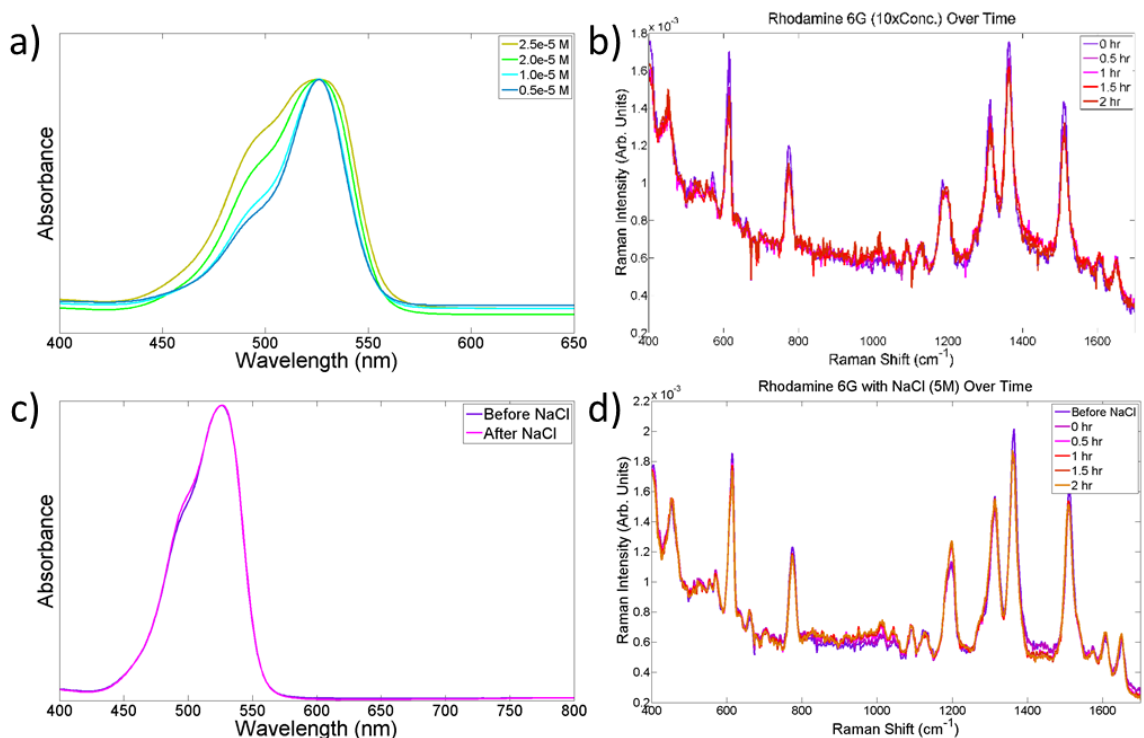 a)
2.5e-5 M
2.0e-5 M
1.0e-5 M
0.5e-5 M
Absorbance
400 450 500 550 600 650
Wavelength (nm)
b)
Rhodamine 6G (10xConc.) Over Time
1.8 x 10⁻³
1.6
1.4
1.2
1
0.8
0.6
0.4
0.2
Raman Intensity (Arb. Units)
0 hr
0.5 hr
1 hr
1.5 hr
2 hr
400 600 800 1000 1200 1400 1600
Raman Shift (cm⁻¹)
c)
Before NaCl
After NaCl
Absorbance
400 450 500 550 600 650 700 750 800
Wavelength (nm)
d)
Rhodamine 6G with NaCl (5M) Over Time
2.2 x 10⁻³
2
1.8
1.6
1.4
1.2
1
0.8
0.6
0.4
0.2
Raman Intensity (Arb. Units)
Before NaCl
0 hr
0.5 hr
1 hr
1.5 hr
2 hr
400 600 800 1000 1200 1400 1600
Raman Shift (cm⁻¹)